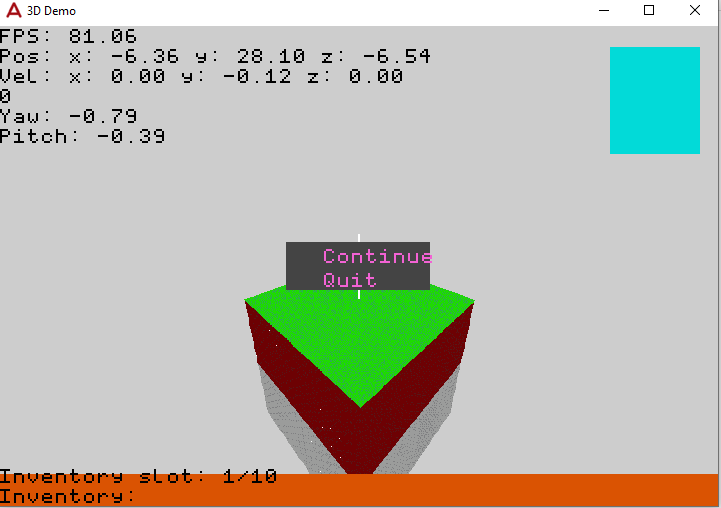 3D Demo
FPS: 81.06
Pos: x: -6.36 y: 28.10 z: -6.54
Vel: x: 0.00 y: -0.12 z: 0.00
0
Yaw: -0.79
Pitch: -0.39
Continue
Quit
Inventory slot: 1/10
Inventory: